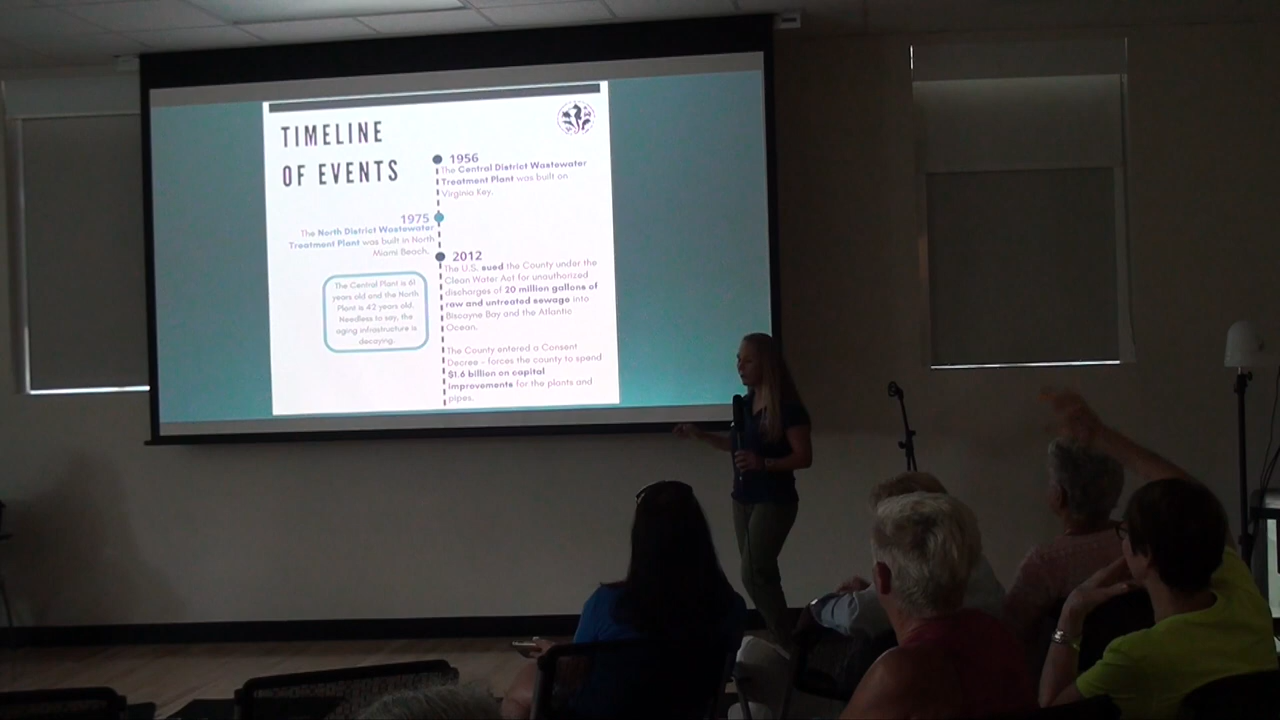 TIMELINE
OF EVENTS
1956
The Central District Wastewater
Treatment Plant was built on
Virginia Key.
1975
The North District Wastewater
Treatment Plant was built in North
Miami Beach.
The Central Plant is 61
years old and the North
Plant is 42 years old.
Needless to say, the
aging infrastructure is
decaying.
2012
The U.S. sued the County under the
Clean Water Act for unauthorized
discharges of 20 million gallons of
raw and untreated sewage into
Biscayne Bay and the Atlantic
Ocean.
The County entered a Consent
Decree - forces the county to spend
$1.6 billion on capital
improvements for the plants and
pipes.